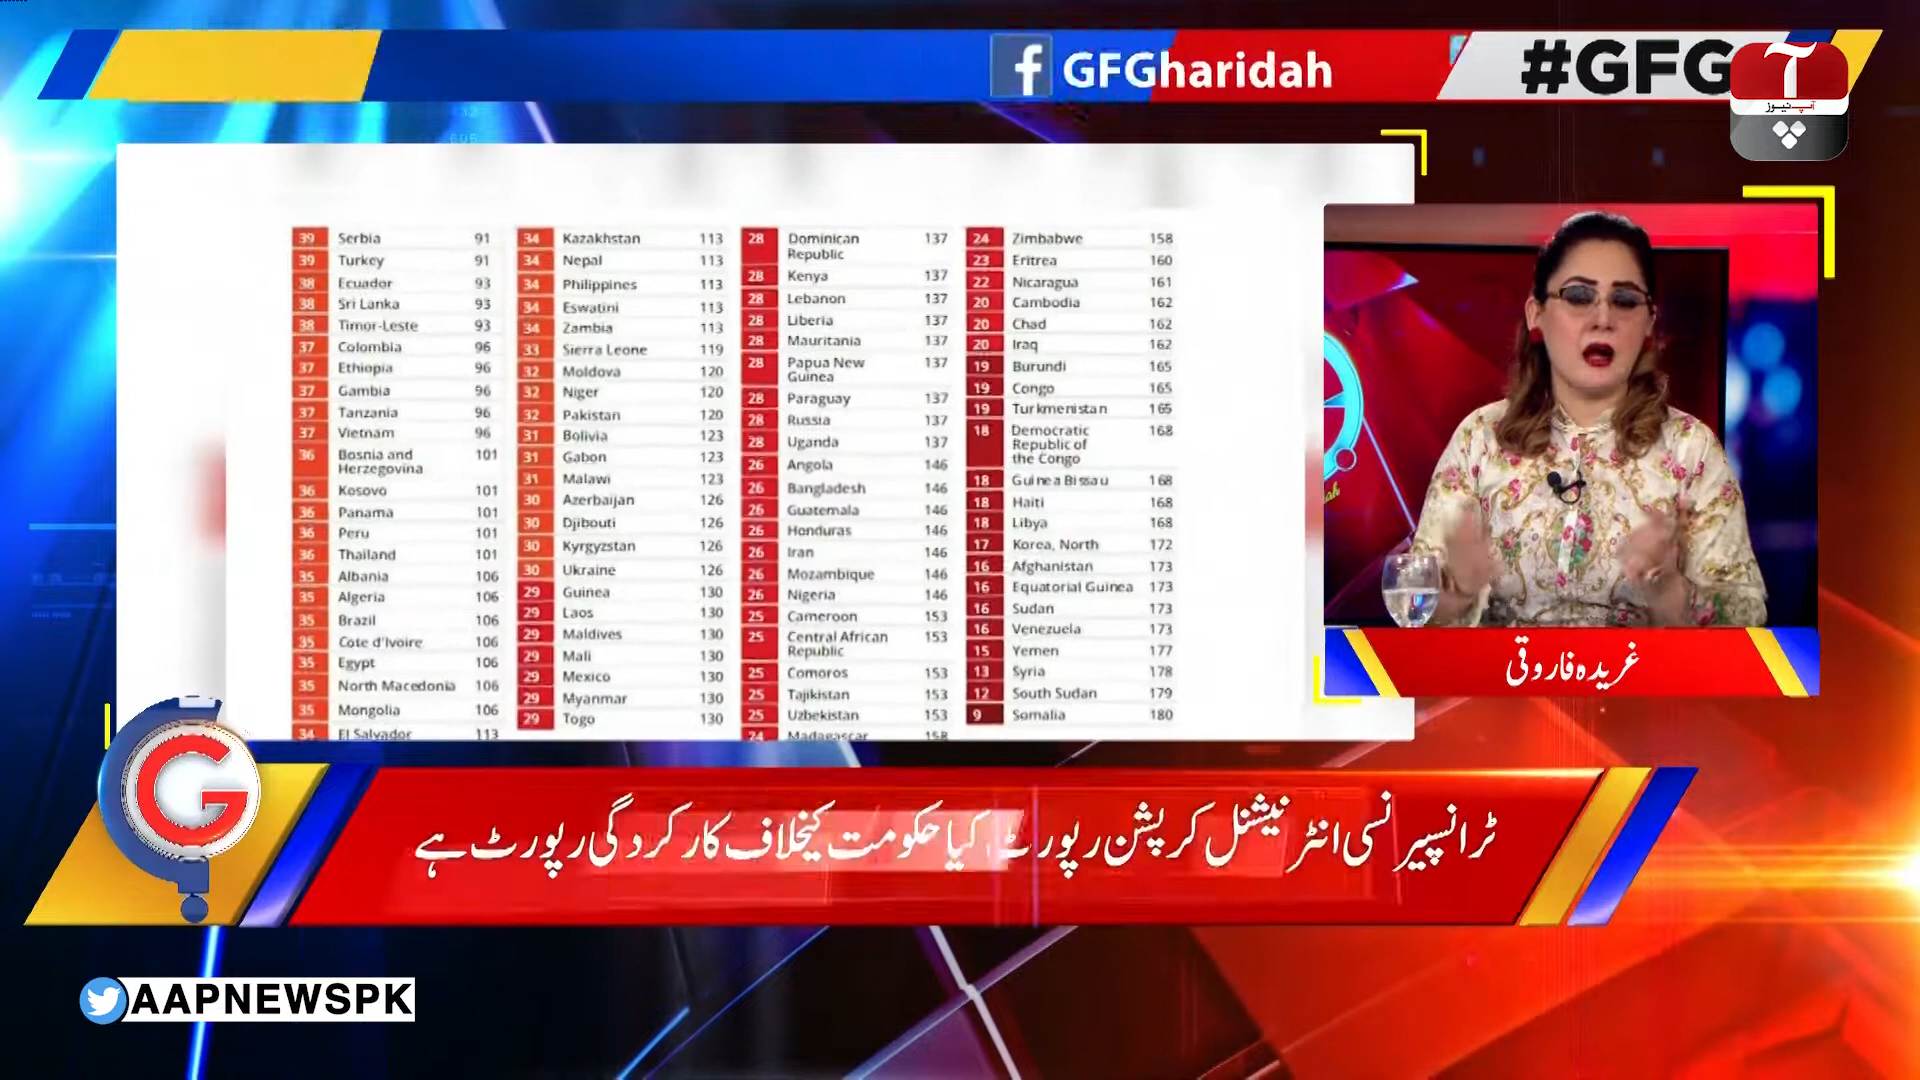 GFGharidah
#GFG
آپ نیوز
39 Serbia 91
39 Turkey 91
38 Ecuador 93
38 Sri Lanka 93
38 Timor-Leste 93
37 Colombia 96
37 Ethiopia 96
37 Gambia 96
37 Tanzania 96
37 Vietnam 96
36 Bosnia and 101
Herzegovina
36 Kosovo 101
36 Panama 101
36 Peru 101
36 Thailand 101
35 Albania 106
35 Algeria 106
35 Brazil 106
35 Cote d'Ivoire 106
35 Egypt 106
35 North Macedonia 106
35 Mongolia 106
34 El Salvador 113
34 Kazakhstan 113
34 Nepal 113
34 Philippines 113
34 Eswatini 113
34 Zambia 113
33 Sierra Leone 119
32 Moldova 120
32 Niger 120
32 Pakistan 120
31 Bolivia 123
31 Gabon 123
31 Malawi 123
30 Azerbaijan 126
30 Djibouti 126
30 Kyrgyzstan 126
30 Ukraine 126
29 Guinea 130
29 Laos 130
29 Maldives 130
29 Mali 130
29 Mexico 130
29 Myanmar 130
29 Togo 130
28 Dominican 137
Republic
28 Kenya 137
28 Lebanon 137
28 Liberia 137
28 Mauritania 137
28 Papua New 137
Guinea
28 Paraguay 137
28 Russia 137
28 Uganda 137
26 Angola 146
26 Bangladesh 146
26 Guatemala 146
26 Honduras 146
26 Iran 146
26 Mozambique 146
26 Nigeria 146
25 Cameroon 153
25 Central African 153
Republic
25 Comoros 153
25 Tajikistan 153
25 Uzbekistan 153
24 Madagascar 158
24 Zimbabwe 158
23 Eritrea 160
22 Nicaragua 161
20 Cambodia 162
20 Chad 162
20 Iraq 162
19 Burundi 165
19 Congo 165
19 Turkmenistan 165
18 Democratic 168
Republic of
the Congo
18 Guinea Bissau 168
18 Haiti 168
18 Libya 168
17 Korea, North 172
16 Afghanistan 173
16 Equatorial Guinea 173
16 Sudan 173
16 Venezuela 173
15 Yemen 177
13 Syria 178
12 South Sudan 179
9 Somalia 180
غریدہ فاروقی
G
ٹرانسپیرنسی انٹرنیشنل کرپشن رپورٹ کیا حکومت کیخلاف کارکردگی رپورٹ ہے
AAPNEWSPK